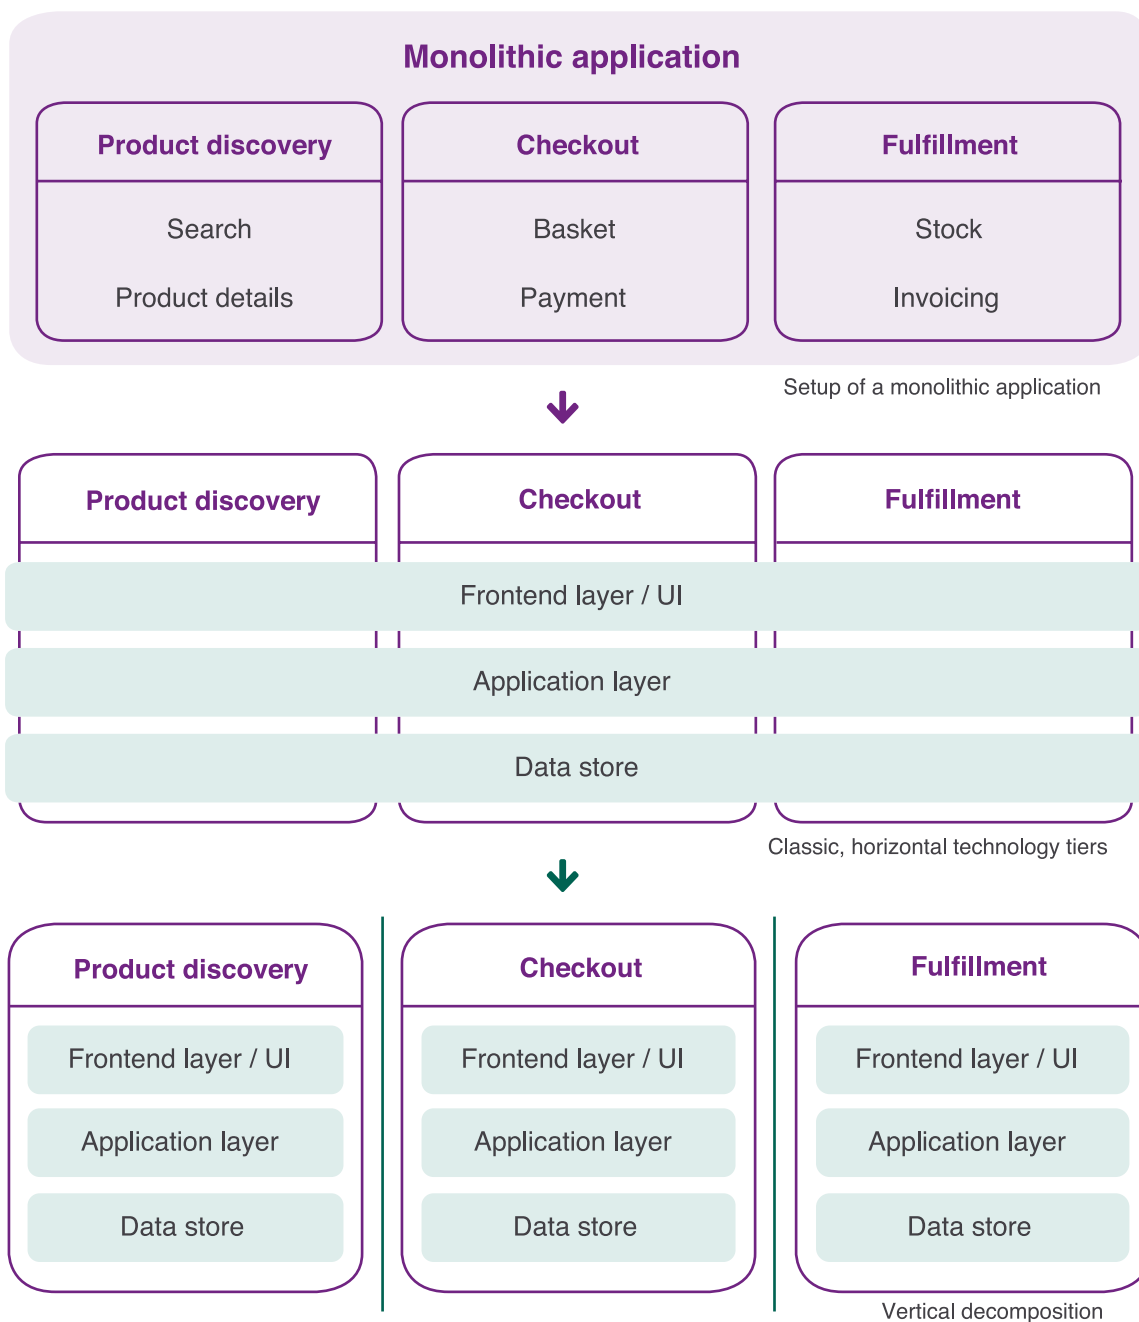 Monolithic application
Product discovery
Checkout
Fulfillment
Search
Basket
Stock
Product details
Payment
Invoicing
Setup of a monolithic application
Product discovery
Checkout
Fulfillment
Frontend layer / UI
Application layer
Data store
Classic, horizontal technology tiers
Product discovery
Checkout
Fulfillment
Frontend layer / UI
Frontend layer / UI
Frontend layer / UI
Application layer
Application layer
Application layer
Data store
Data store
Data store
Vertical decomposition